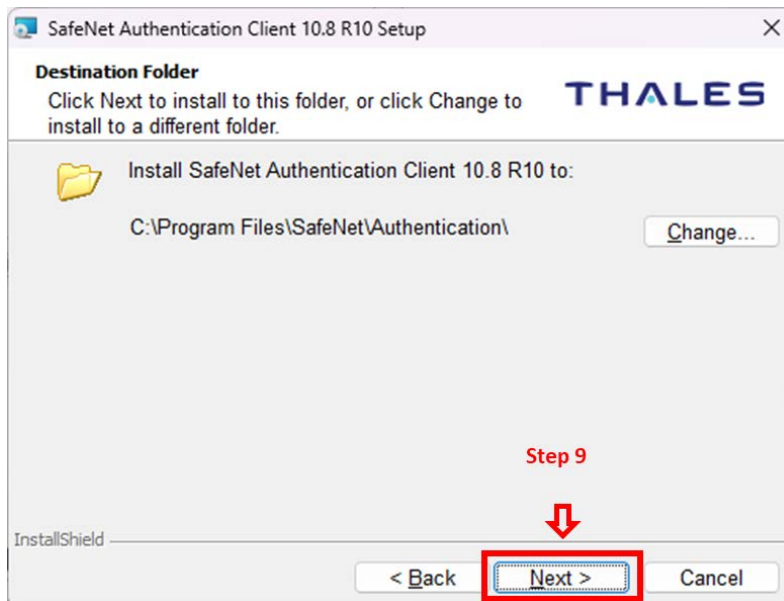 SafeNet Authentication Client 10.8 R10 Setup
Destination Folder
Click Next to install to this folder, or click Change to
install to a different folder.
THALES
Install SafeNet Authentication Client 10.8 R10 to:
C:\Program Files\SafeNet\Authentication\
Change...
Step 9
InstallShield
< Back
Next >
Cancel